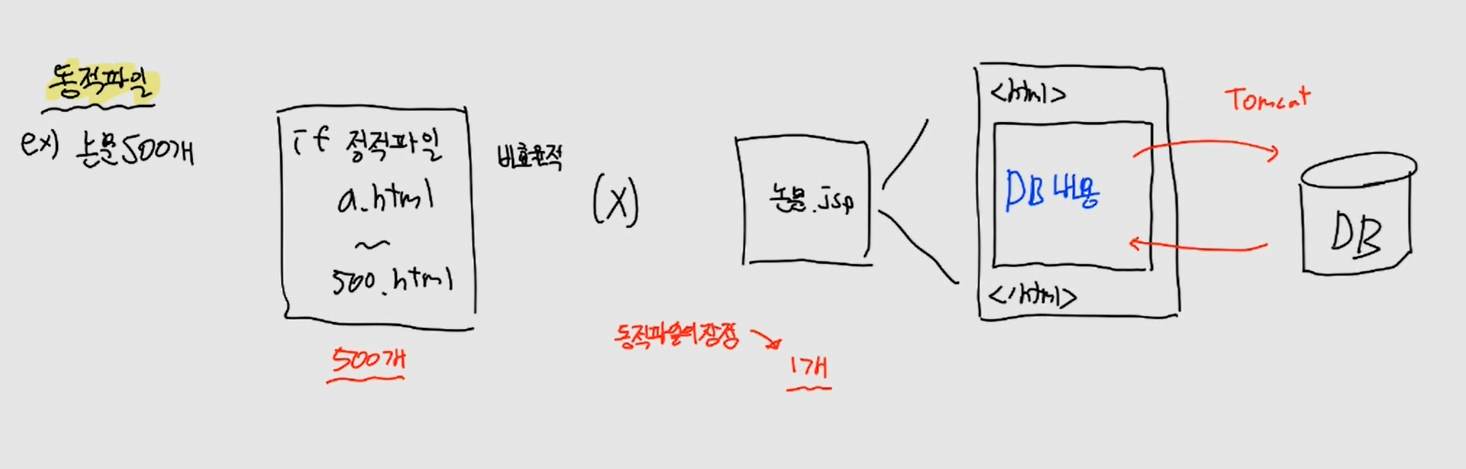 동적파일
ex) 논문 500개
if 정적파일
a.html
~
500.html
500개
비효율적
(X)
논문.jsp
동적파일의 장점
1개
<html>
DB 내용
</html>
Tomcat
DB